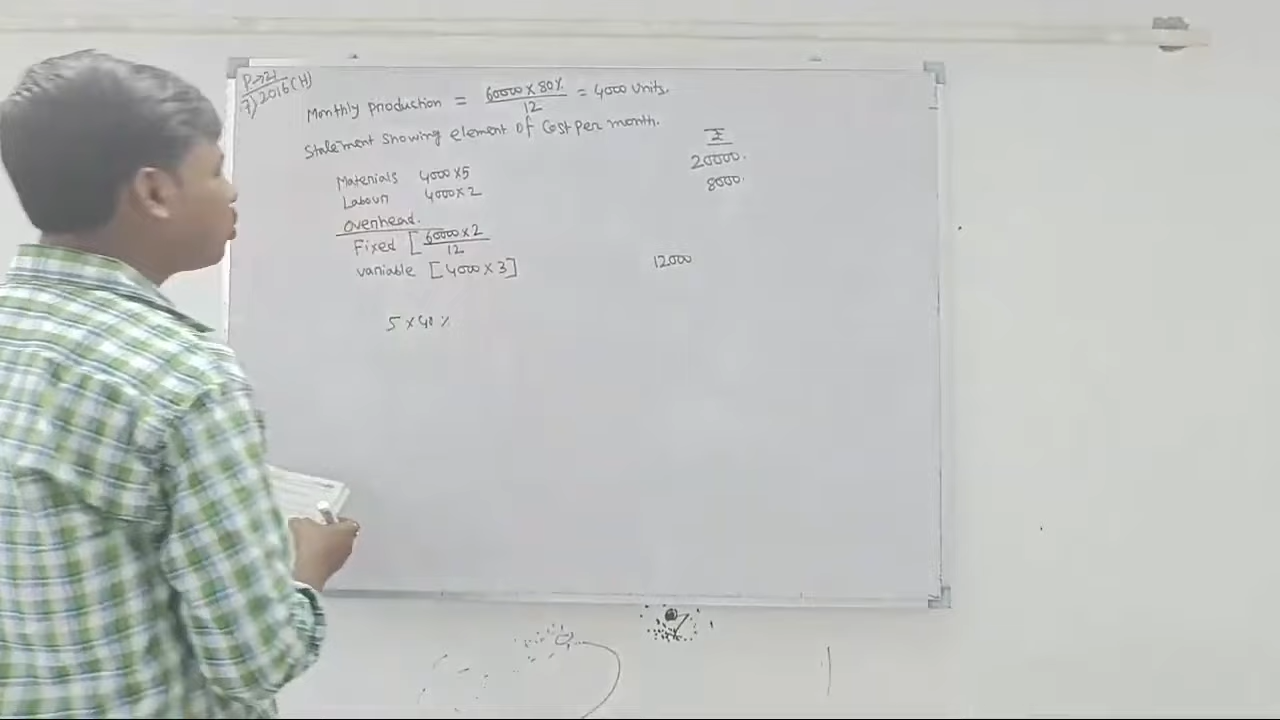 P-21
7) 2016 (H)
Monthly production = 60000 × 80% / 12 = 4000 units.
Statement showing element of cost per month.
₹
Materials 4000×5 20000.
Labour 4000×2 8000.
Overhead.
Fixed [ 60000×2 / 12
variable [4000×3] 12000
5×40%